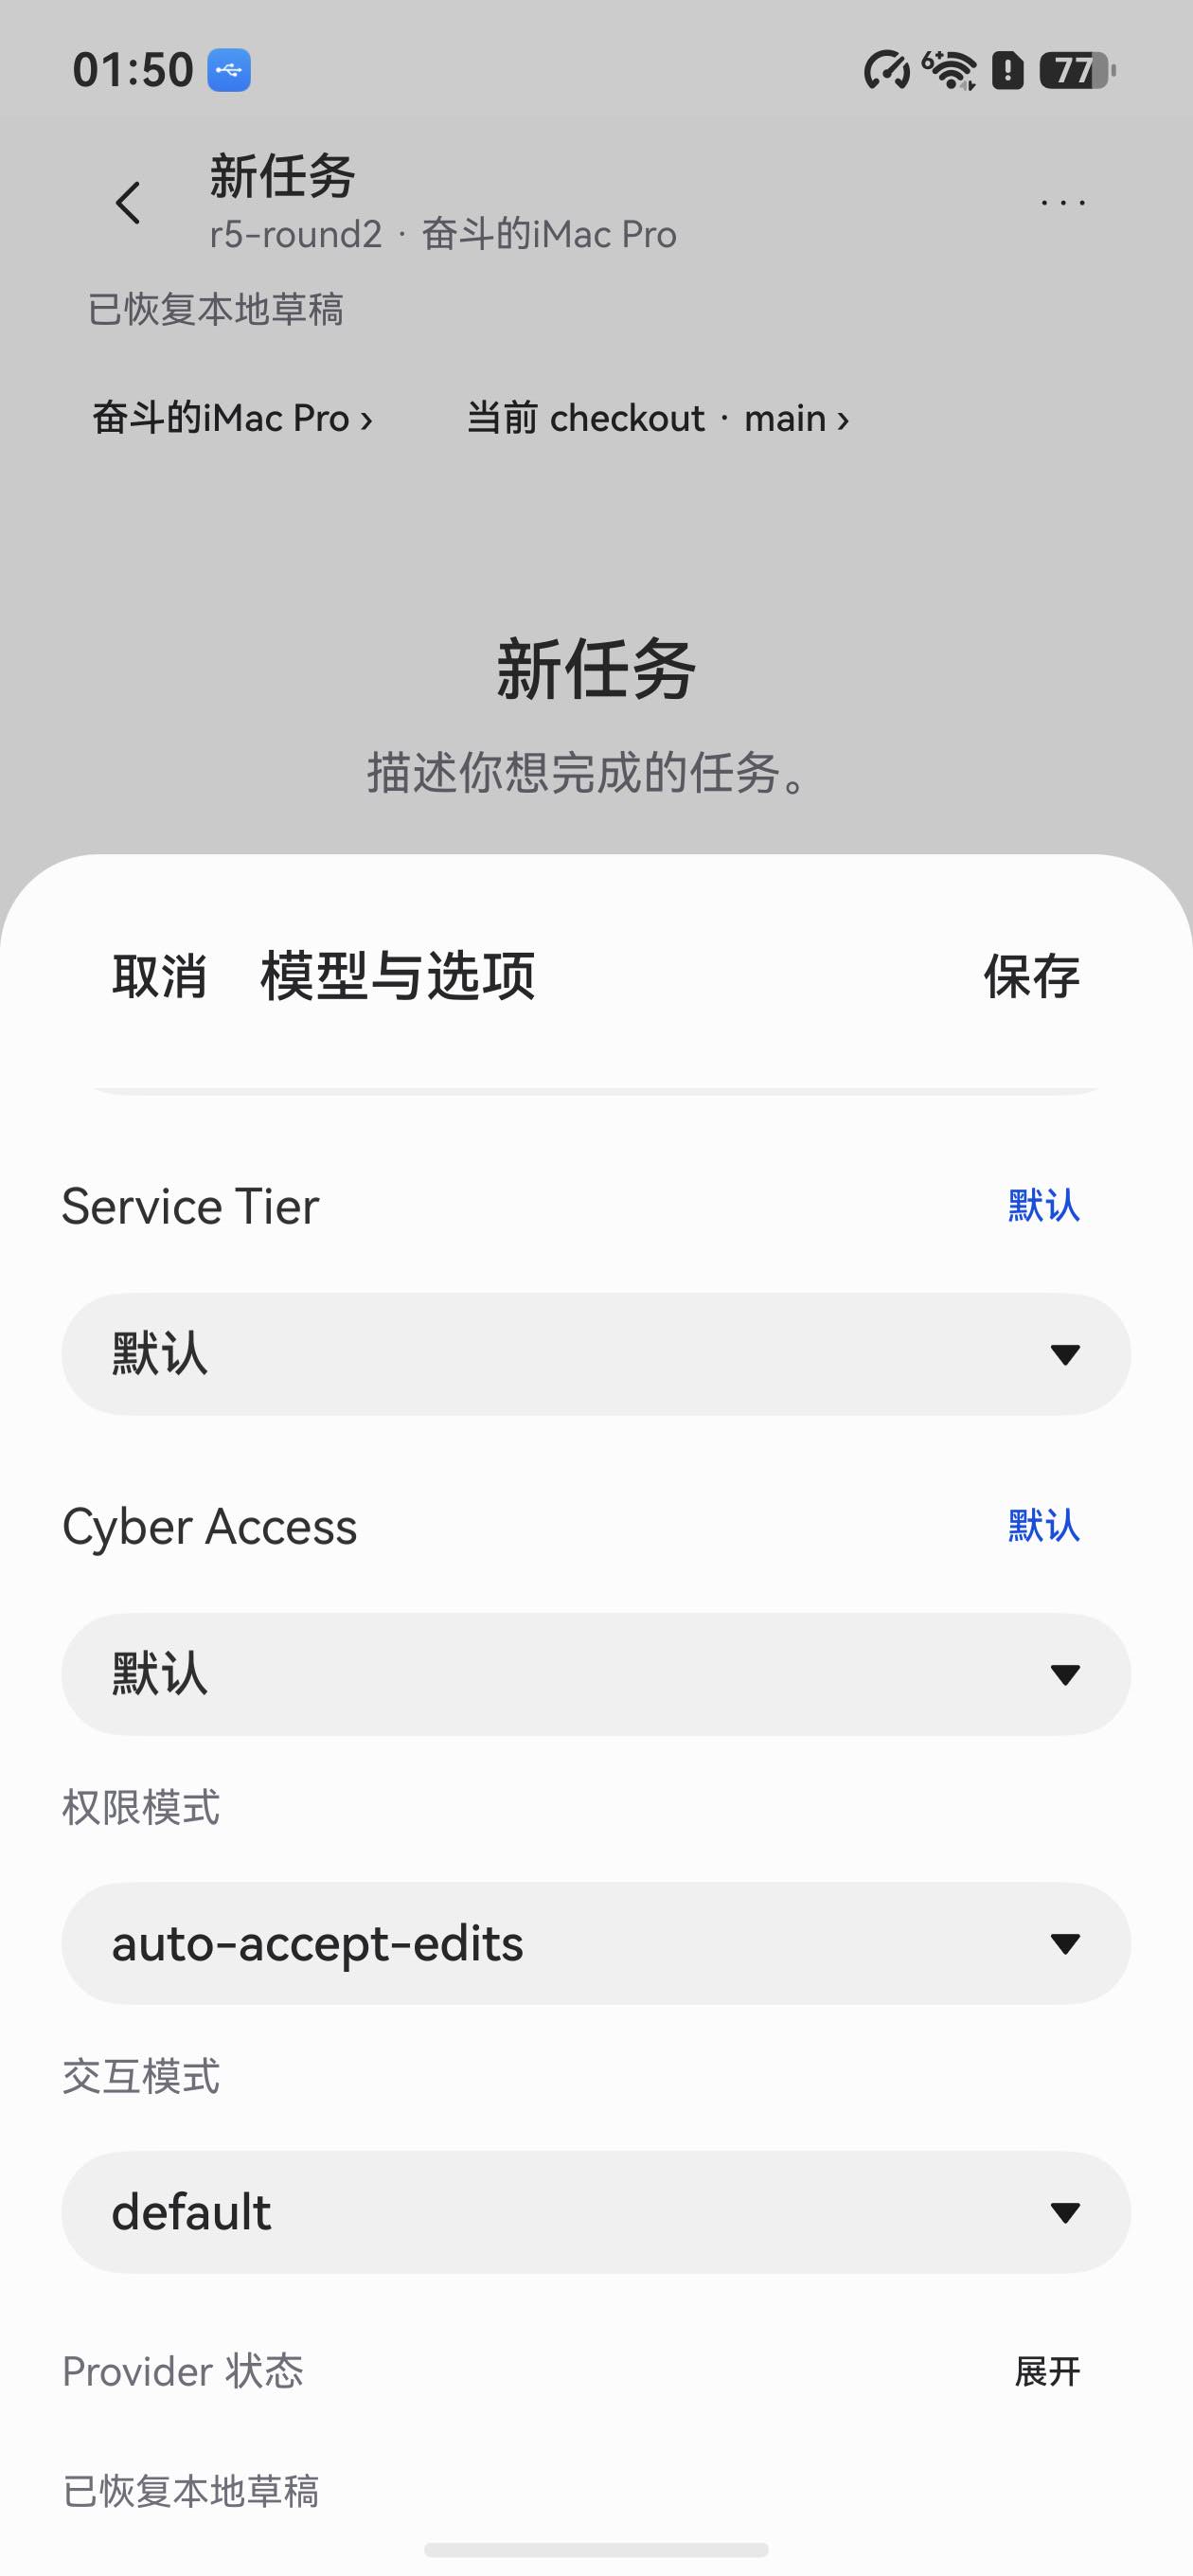 01:50
77
新任务
r5-round2 · 奋斗的iMac Pro
已恢复本地草稿
奋斗的iMac Pro ›
当前 checkout · main ›
新任务
描述你想完成的任务。
取消 模型与选项 保存
Service Tier 默认
默认
Cyber Access 默认
默认
权限模式
auto-accept-edits
交互模式
default
Provider 状态 展开
已恢复本地草稿